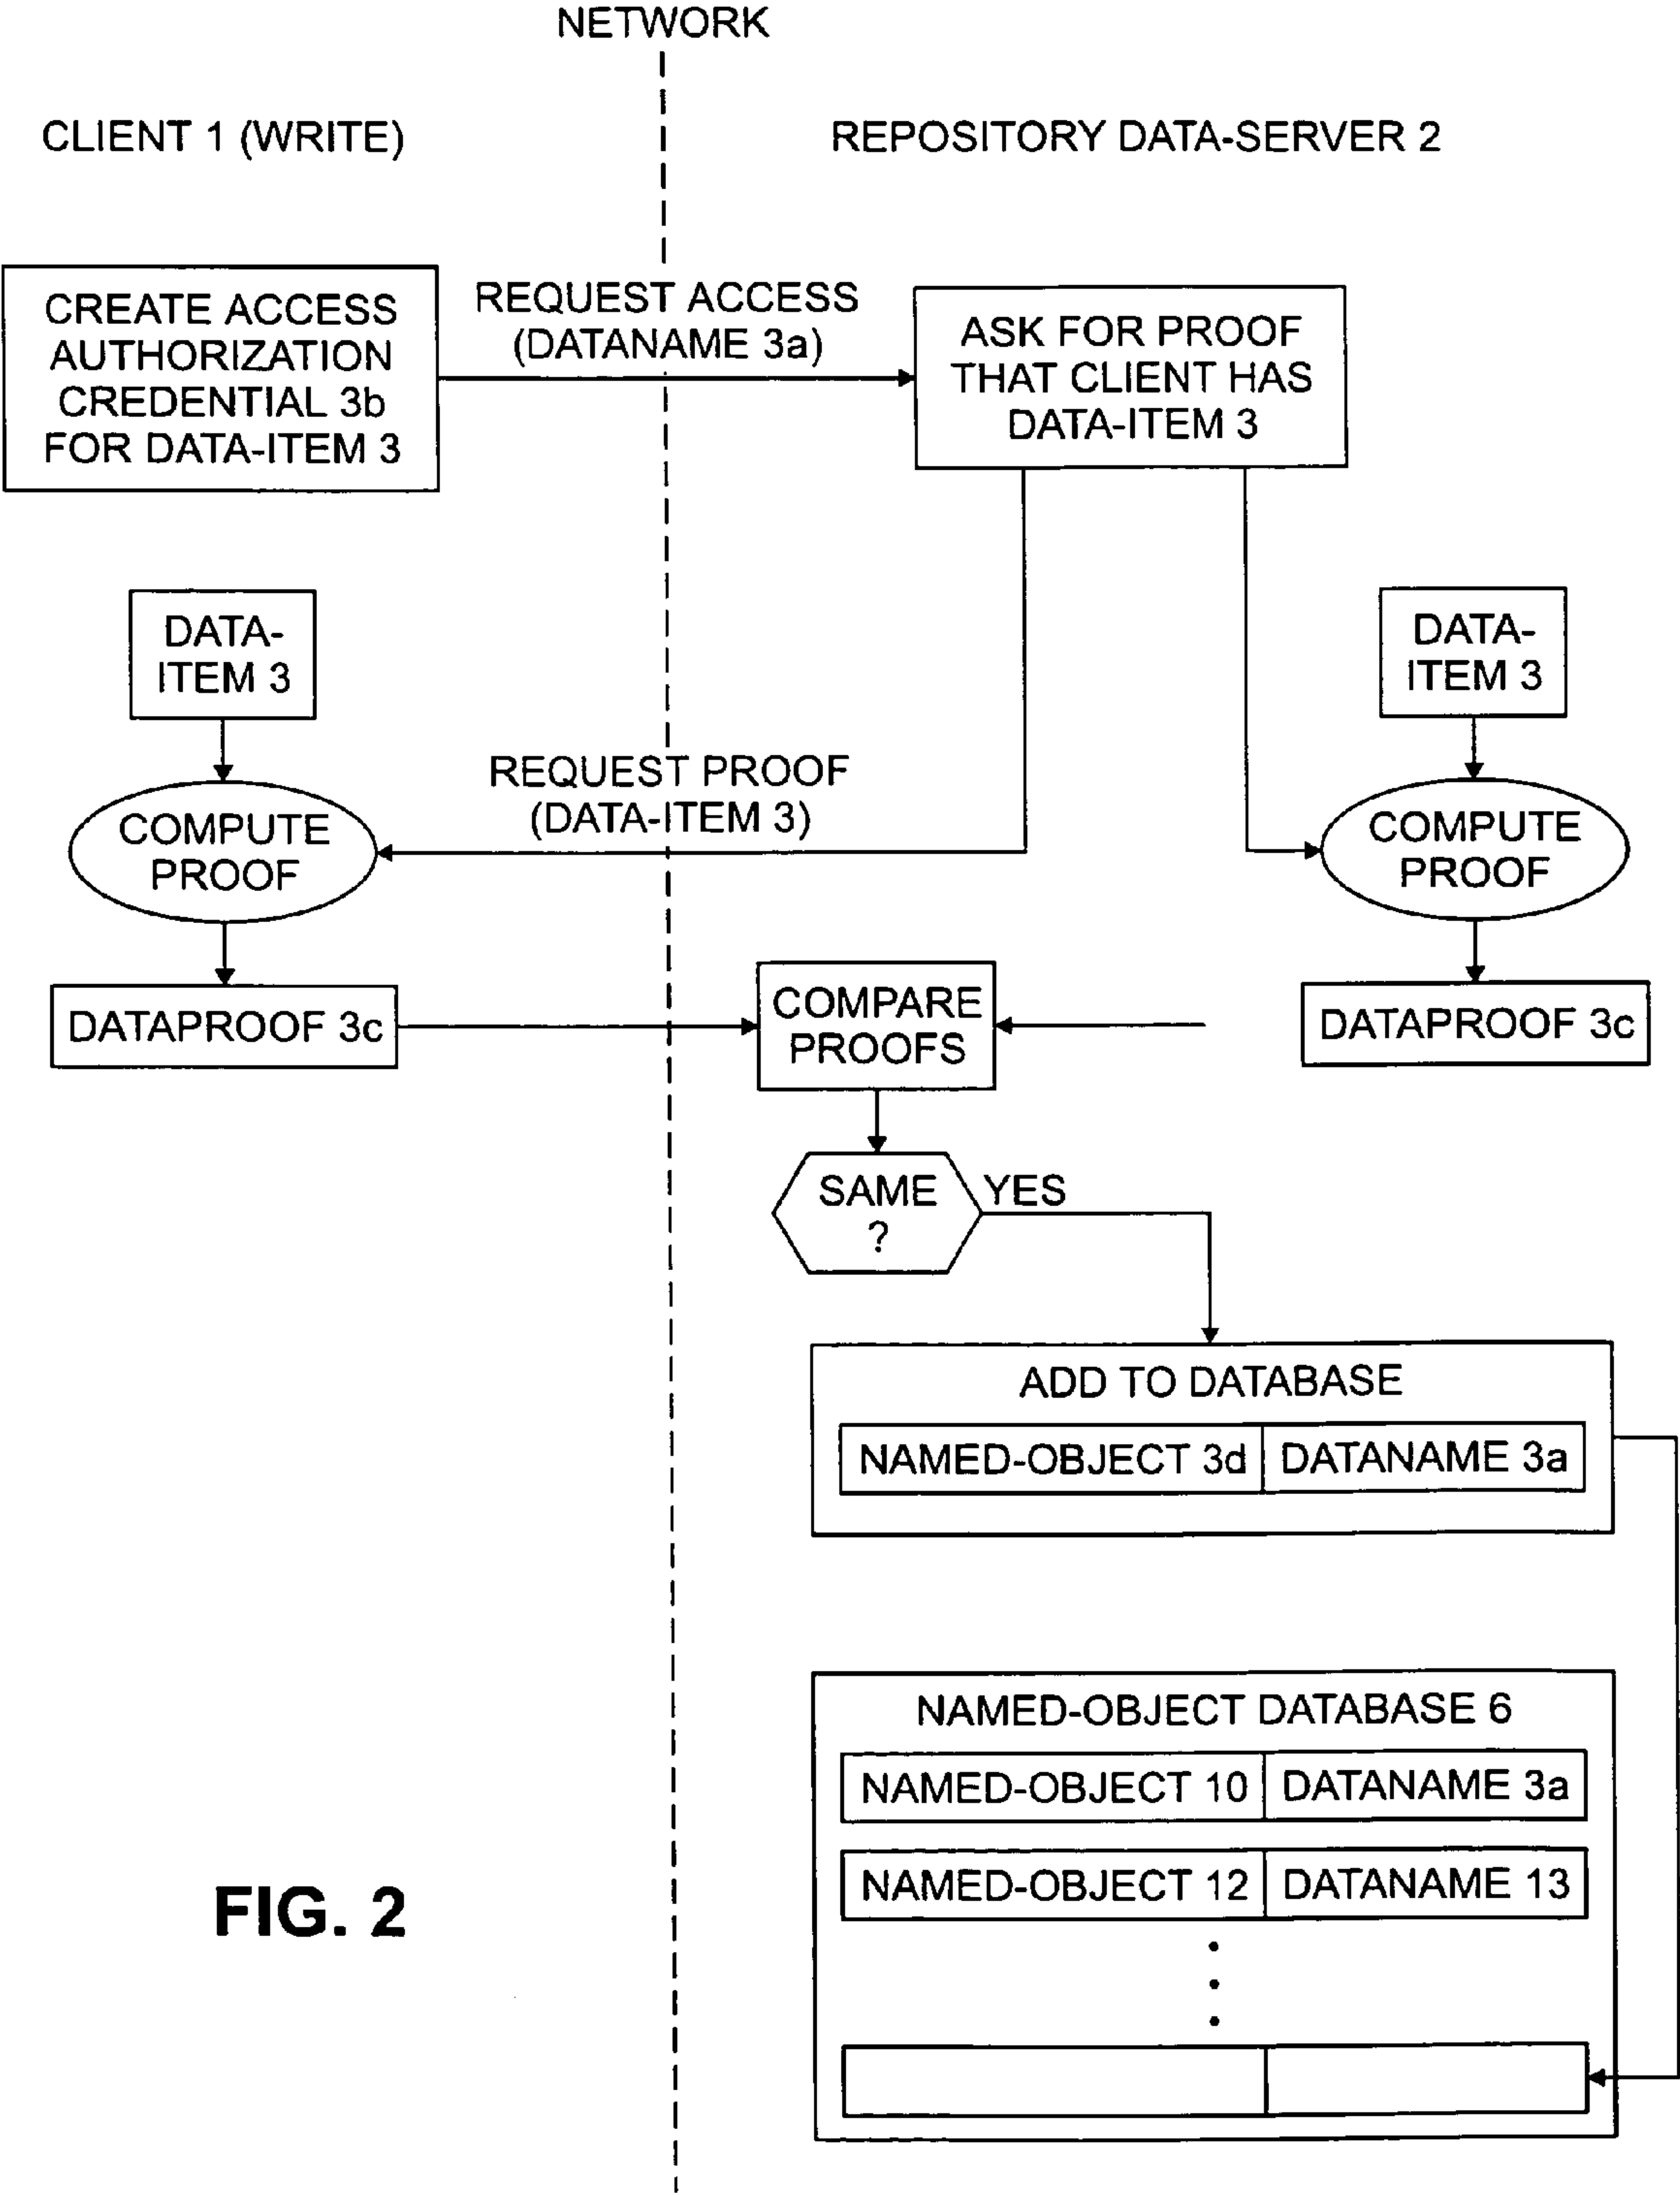 NETWORK
CLIENT 1 (WRITE)
REPOSITORY DATA-SERVER 2
CREATE ACCESS
AUTHORIZATION
CREDENTIAL 3b
FOR DATA-ITEM 3
REQUEST ACCESS
(DATANAME 3a)
ASK FOR PROOF
THAT CLIENT HAS
DATA-ITEM 3
DATA-
ITEM 3
DATA-
ITEM 3
REQUEST PROOF
(DATA-ITEM 3)
COMPUTE
PROOF
COMPUTE
PROOF
DATAPROOF 3c
COMPARE
PROOFS
DATAPROOF 3c
SAME
?
YES
ADD TO DATABASE
NAMED-OBJECT 3d
DATANAME 3a
NAMED-OBJECT DATABASE 6
NAMED-OBJECT 10
DATANAME 3a
NAMED-OBJECT 12
DATANAME 13
FIG. 2